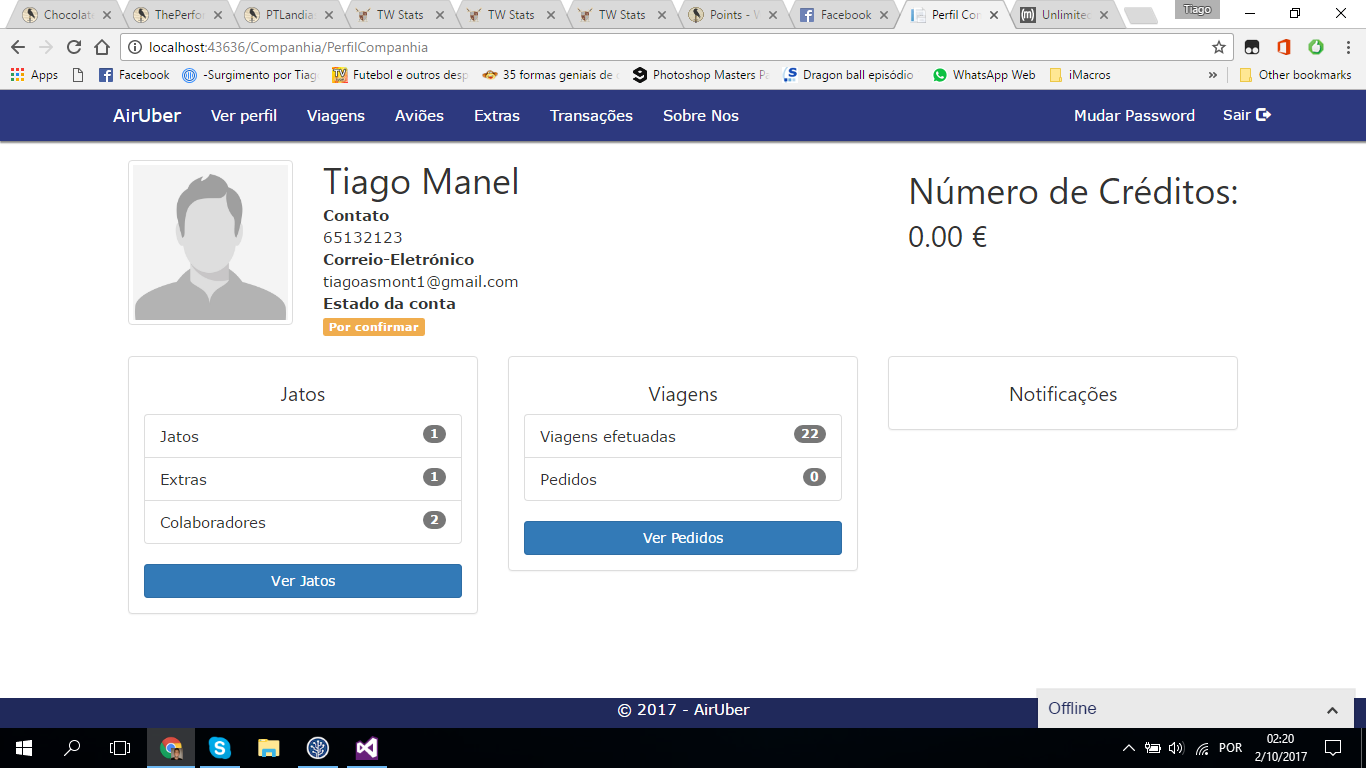 Tiago
Chocolate
ThePerfor
PTLandia
TW Stats
TW Stats
TW Stats
Points - W
Facebook
Perfil Com
Unlimited
localhost:43636/Companhia/PerfilCompanhia
Apps
Facebook
-Surgimento por Tiag
Futebol e outros desp
35 formas geniais de
Photoshop Masters Pa
Dragon ball episódio
WhatsApp Web
iMacros
»
Other bookmarks
AirUber Ver perfil Viagens Aviões Extras Transações Sobre Nos Mudar Password Sair
Tiago Manel
Contato
65132123
Correio-Eletrónico
tiagoasmont1@gmail.com
Estado da conta
Por confirmar
Número de Créditos:
0.00 €
Jatos
Jatos 1
Extras 1
Colaboradores 2
Ver Jatos
Viagens
Viagens efetuadas 22
Pedidos 0
Ver Pedidos
Notificações
© 2017 - AirUber
Offline
POR
02:20
2/10/2017